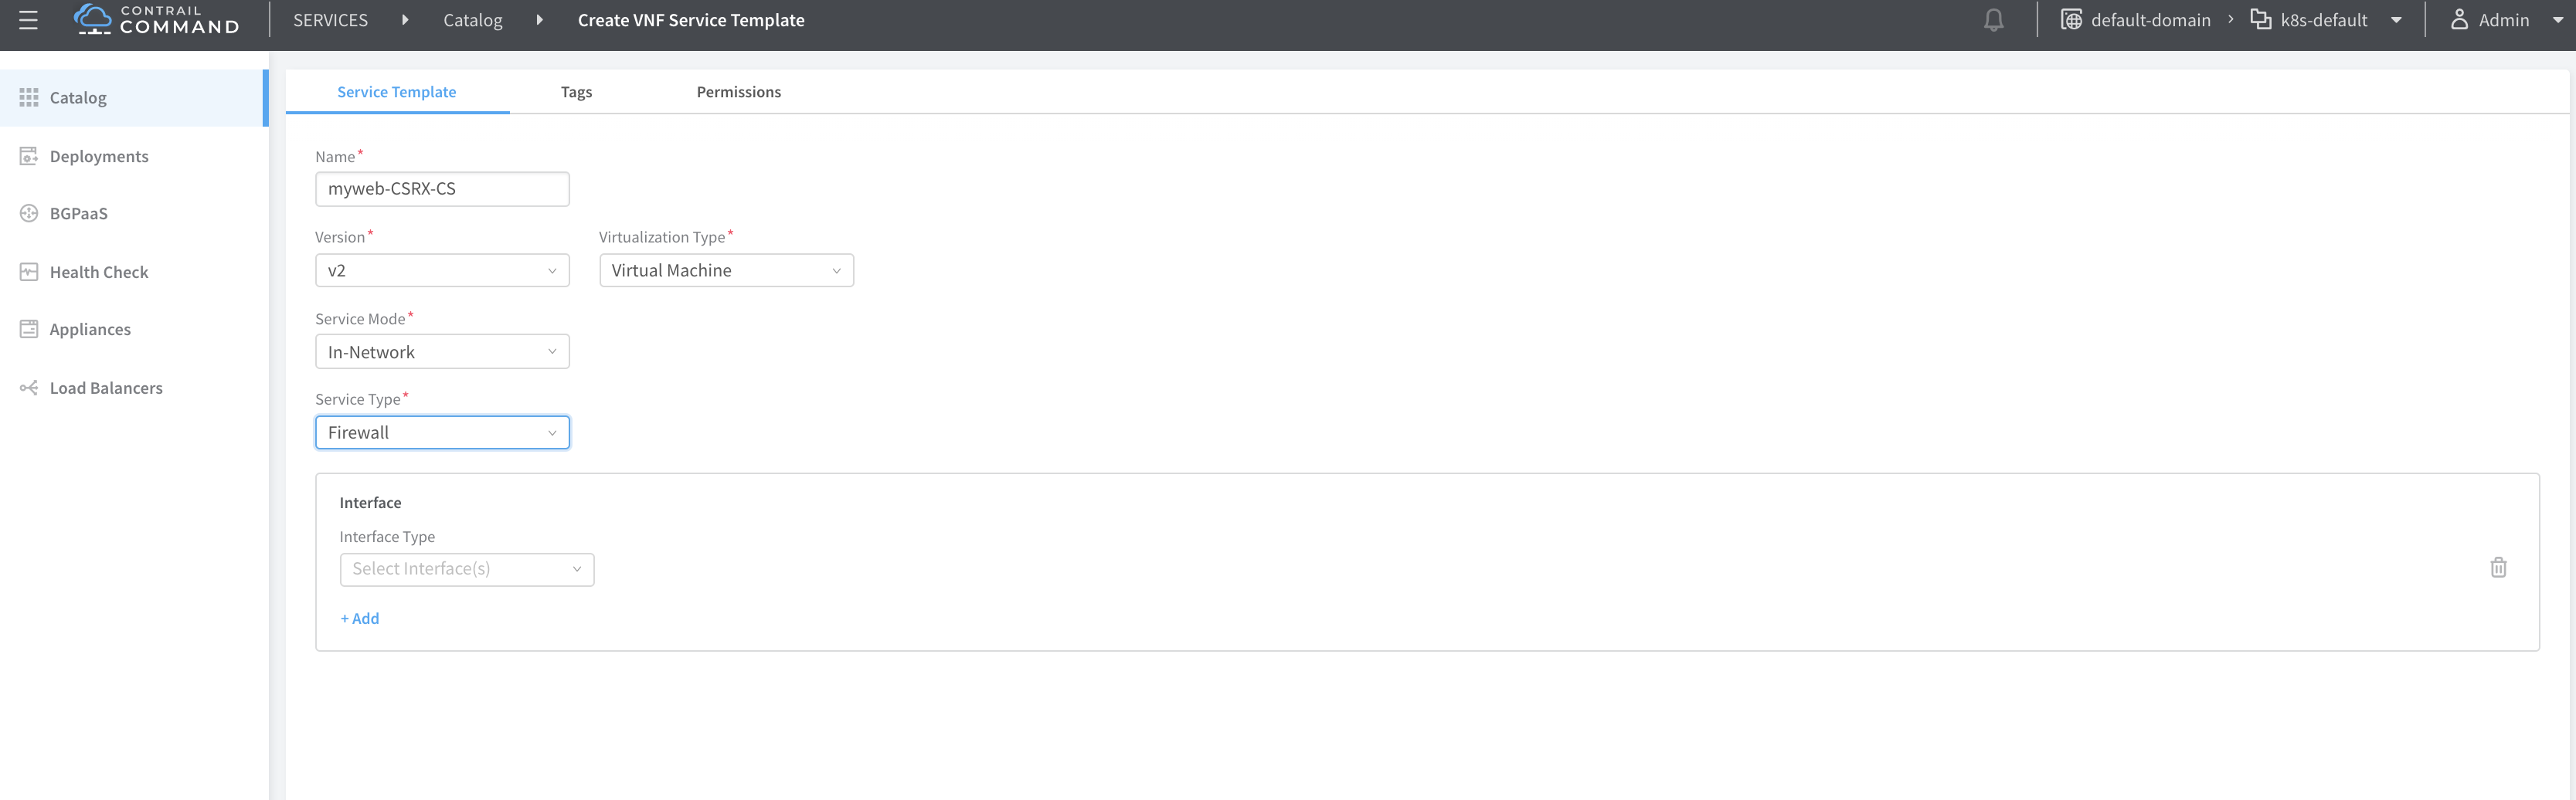 CONTRAIL
COMMAND
SERVICES Catalog Create VNF Service Template
default-domain k8s-default Admin
Catalog
Deployments
BGPaaS
Health Check
Appliances
Load Balancers
Service Template Tags Permissions
Name*
myweb-CSRX-CS
Version* Virtualization Type*
v2 Virtual Machine
Service Mode*
In-Network
Service Type*
Firewall
Interface
Interface Type
Select Interface(s)
+ Add